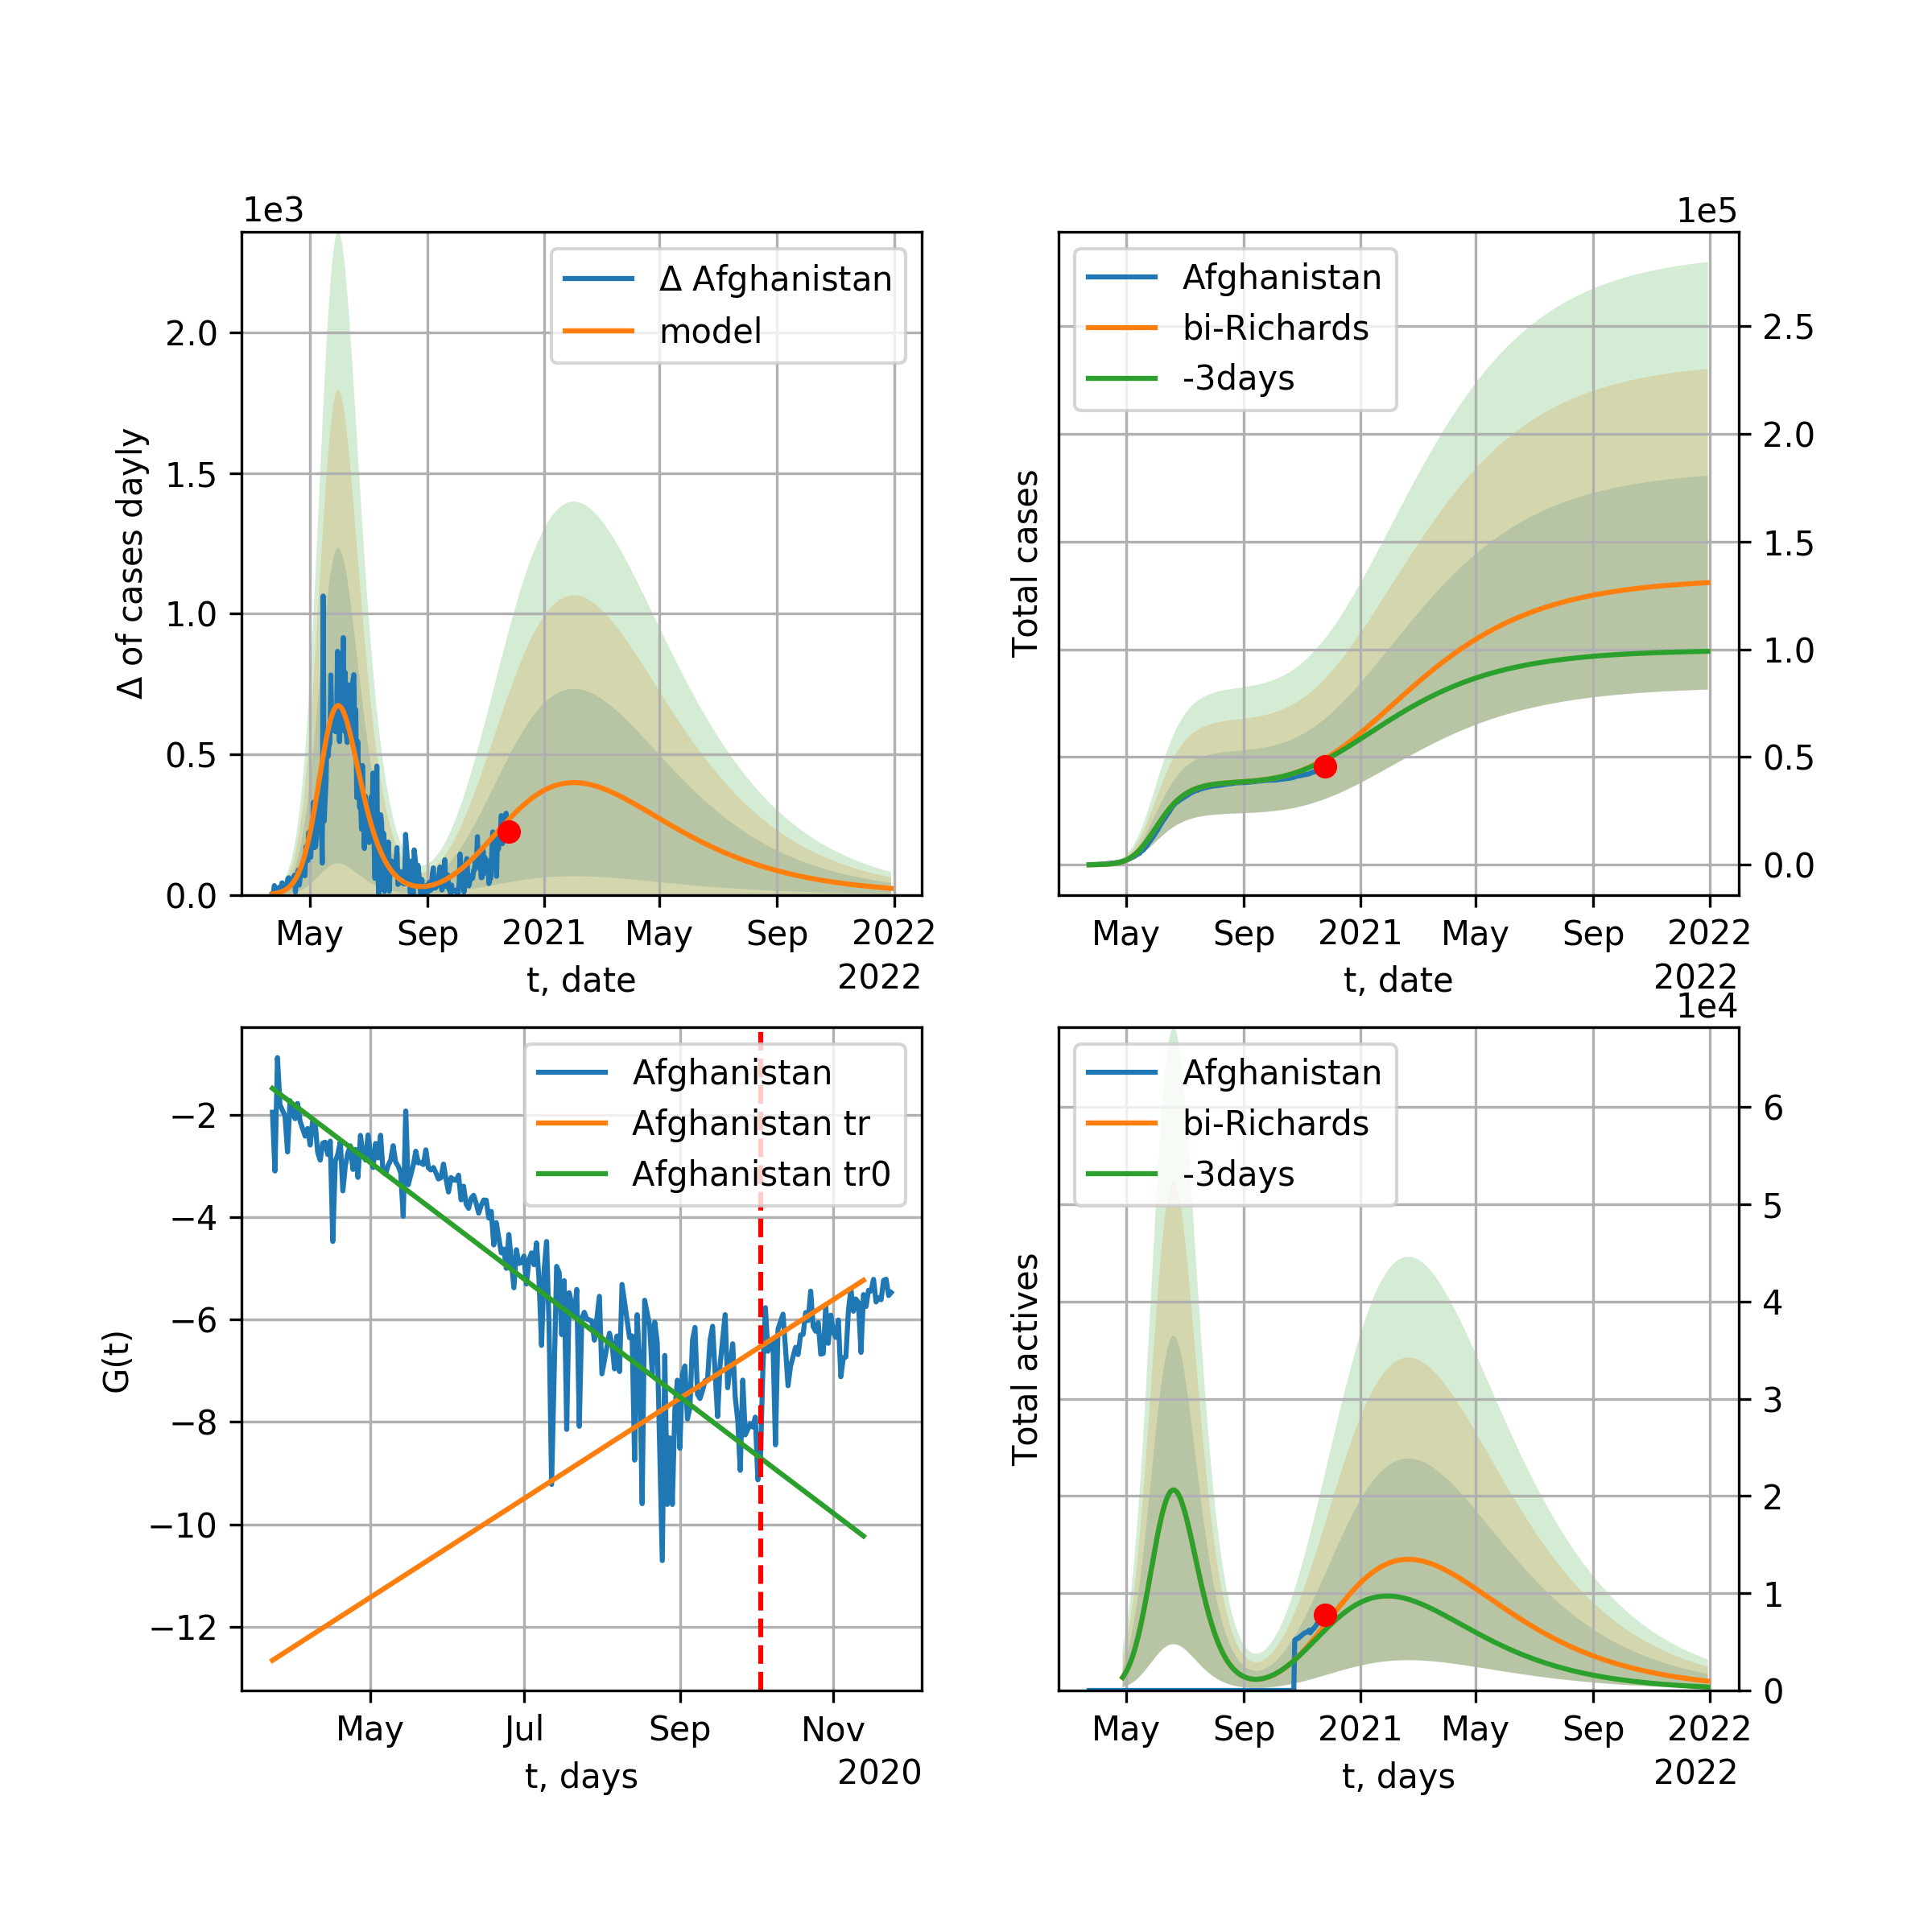 1e3
Δ Afghanistan
model
2.0
1.5
1.0
0.5
0.0
Δ of cases dayly
May Sep 2021 May Sep 2022
t, date
2022
1e5
Afghanistan
bi-Richards
-3days
2.5
2.0
1.5
1.0
0.5
0.0
Total cases
May Sep 2021 May Sep 2022
t, date
2022
Afghanistan
Afghanistan tr
Afghanistan tr0
−2
−4
−6
−8
−10
−12
G(t)
May Jul Sep Nov
t, days
2020
1e4
Afghanistan
bi-Richards
-3days
6
5
4
3
2
1
0
Total actives
May Sep 2021 May Sep 2022
t, days
2022